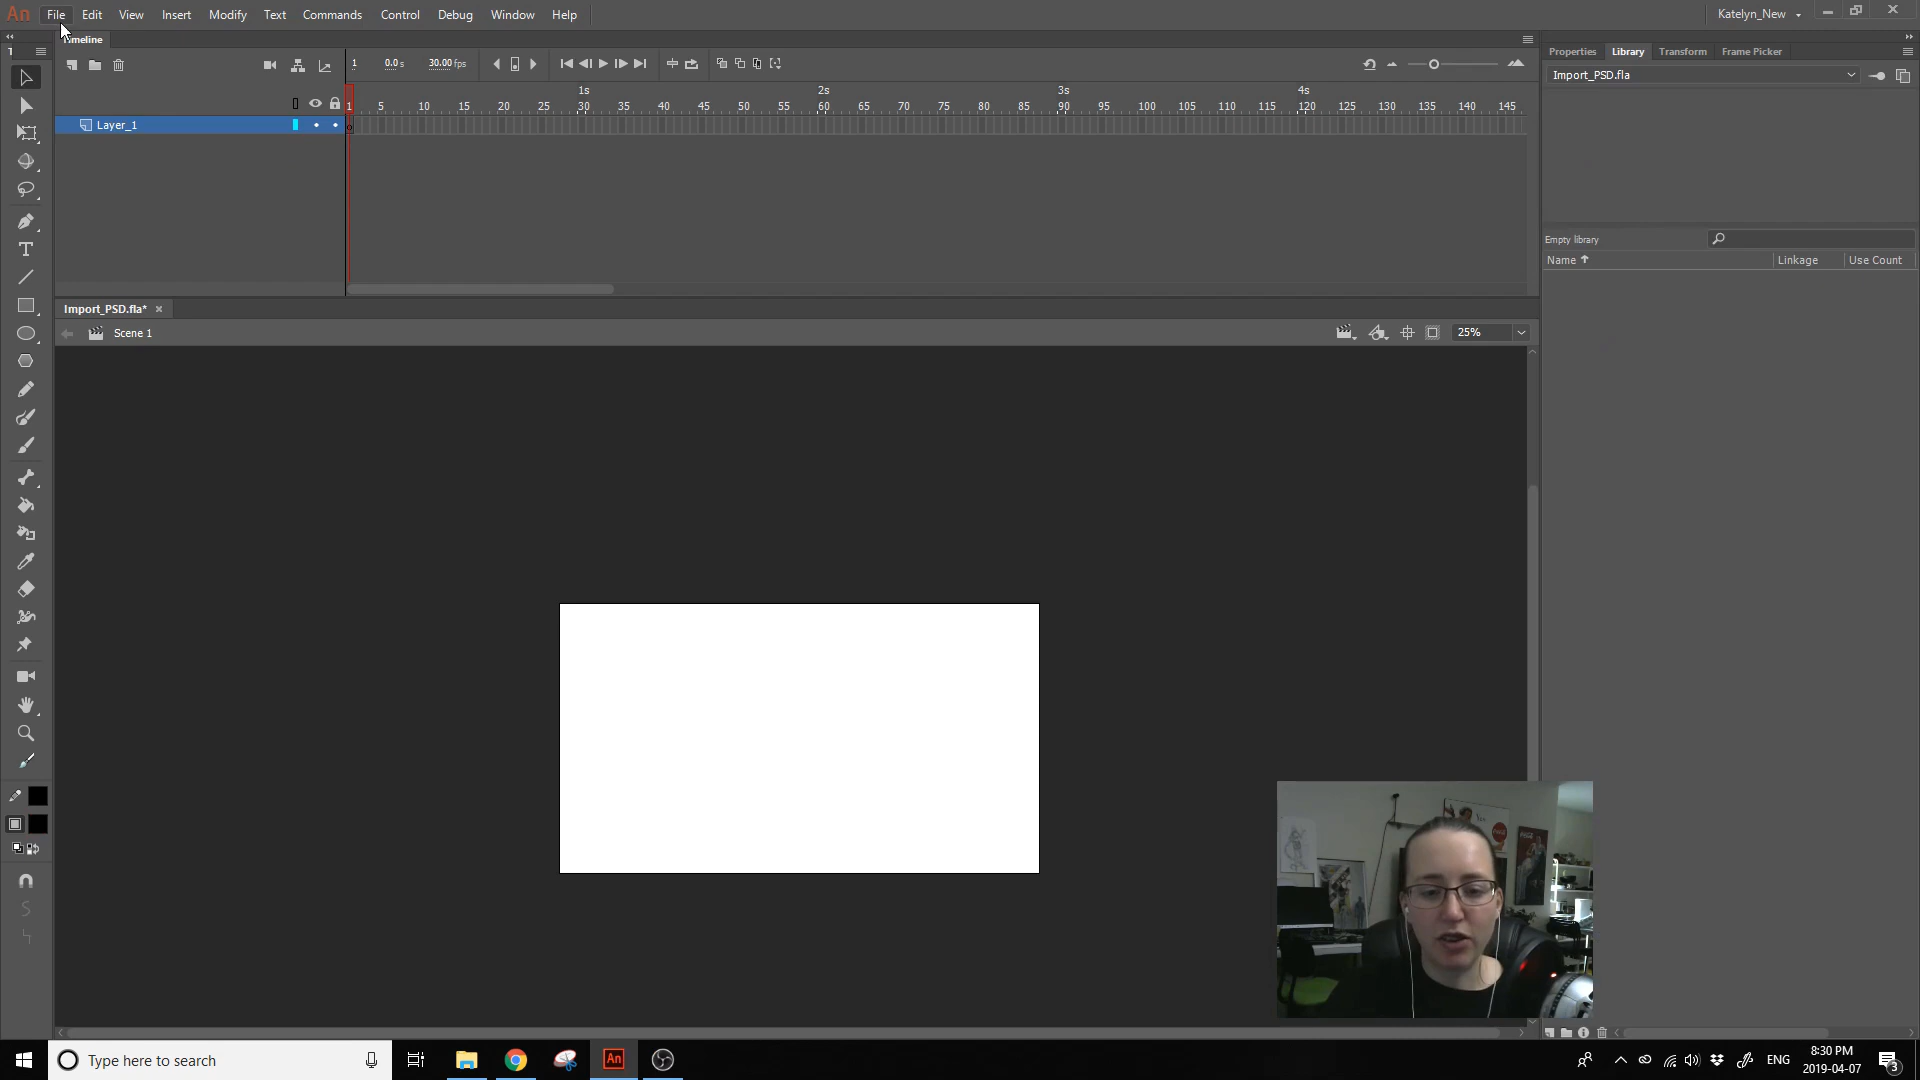 An File Edit View Insert Modify Text Commands Control Debug Window Help Katelyn_New
Timeline
Properties Library Transform Frame Picker
1 0.0 s 30.00 fps
Import_PSD.fla
1s 2s 3s 4s
1 5 10 15 20 25 30 35 40 45 50 55 60 65 70 75 80 85 90 95 100 105 110 115 120 125 130 135 140 145
Layer_1
Empty library
Name Linkage Use Count
Import_PSD.fla*
Scene 1 25%
Type here to search
An
ENG
8:30 PM
2019-04-07
3